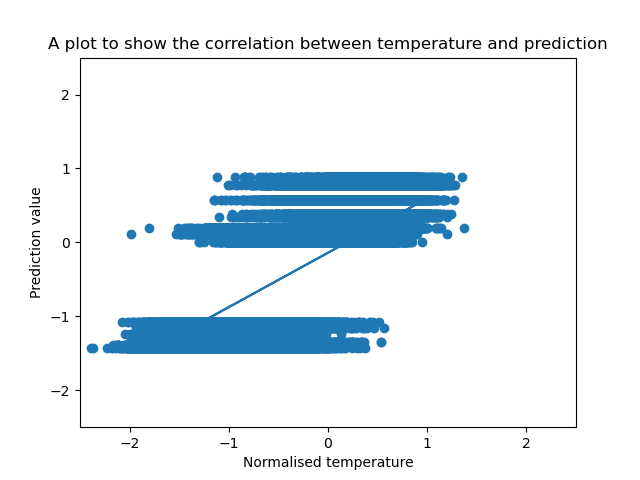 A plot to show the correlation between temperature and prediction
2
1
0
−1
−2
Prediction value
−2 −1 0 1 2
Normalised temperature